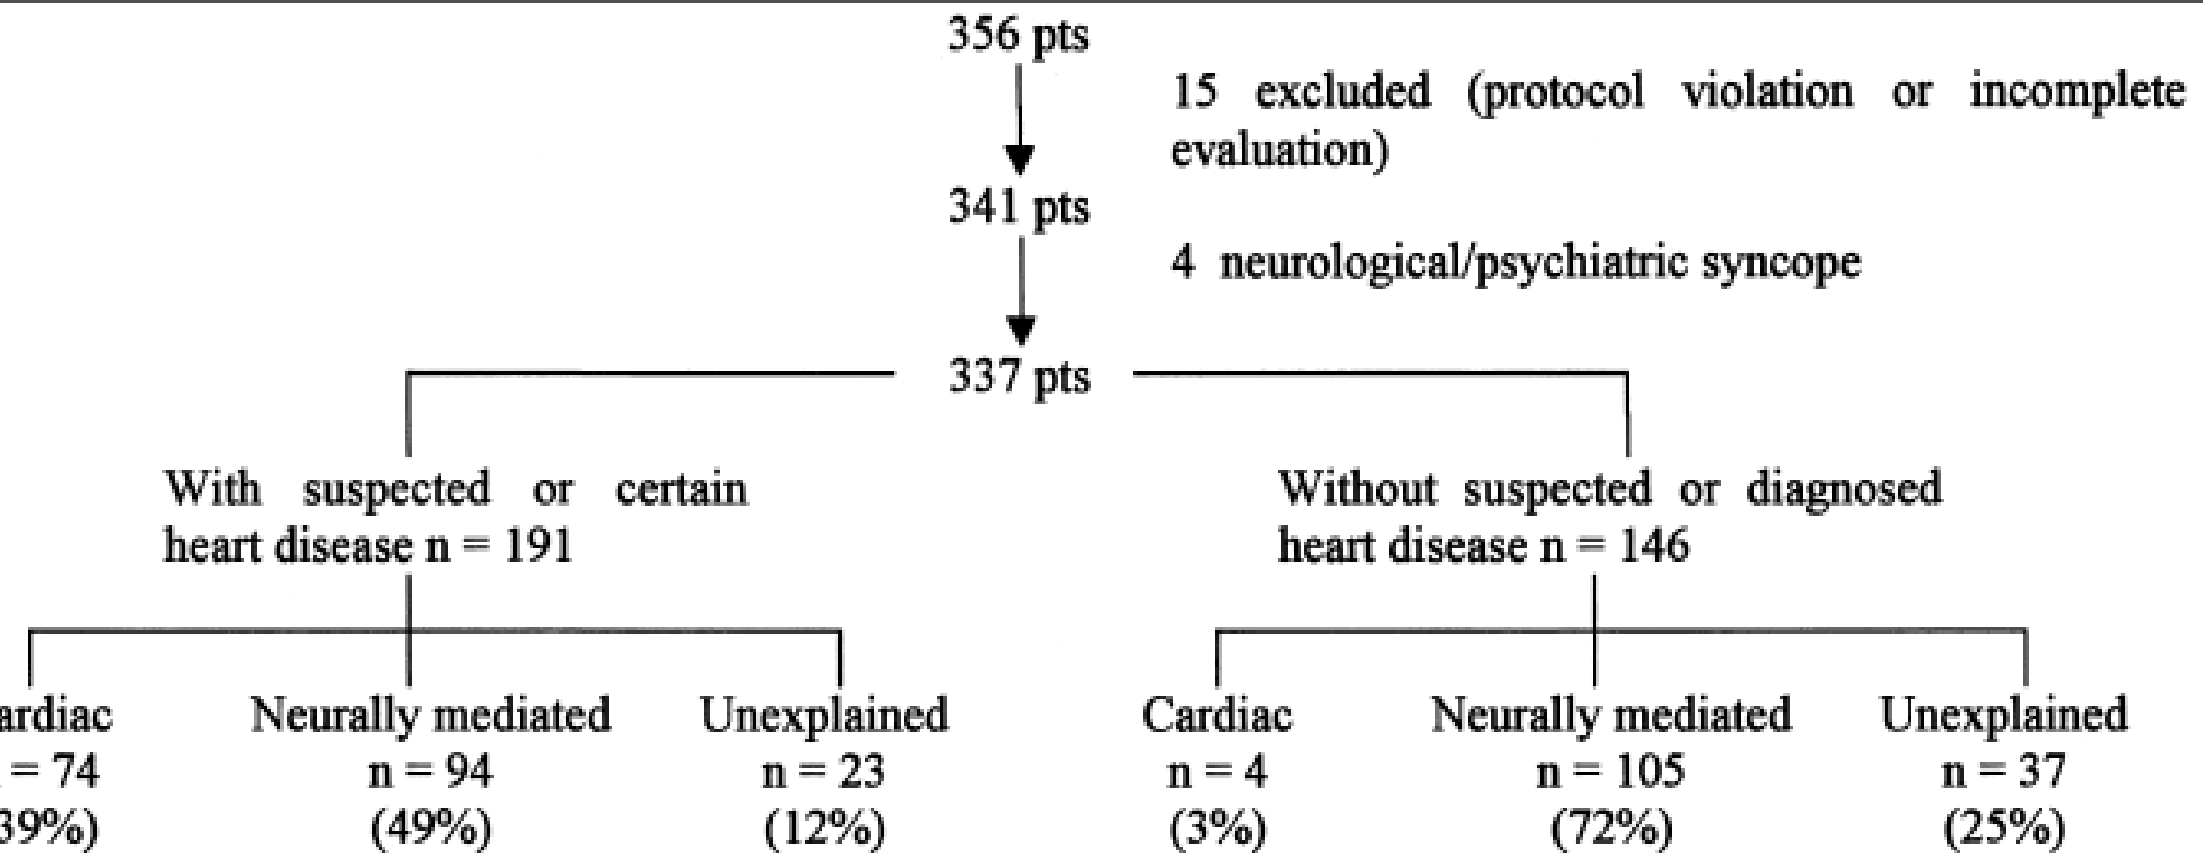 356 pts
15 excluded (protocol violation or incomplete
evaluation)
341 pts
4 neurological/psychiatric syncope
337 pts
With suspected or certain
heart disease n = 191
Without suspected or diagnosed
heart disease n = 146
ardiac Neurally mediated Unexplained Cardiac Neurally mediated Unexplained
= 74 n = 94 n = 23 n = 4 n = 105 n = 37
39%) (49%) (12%) (3%) (72%) (25%)